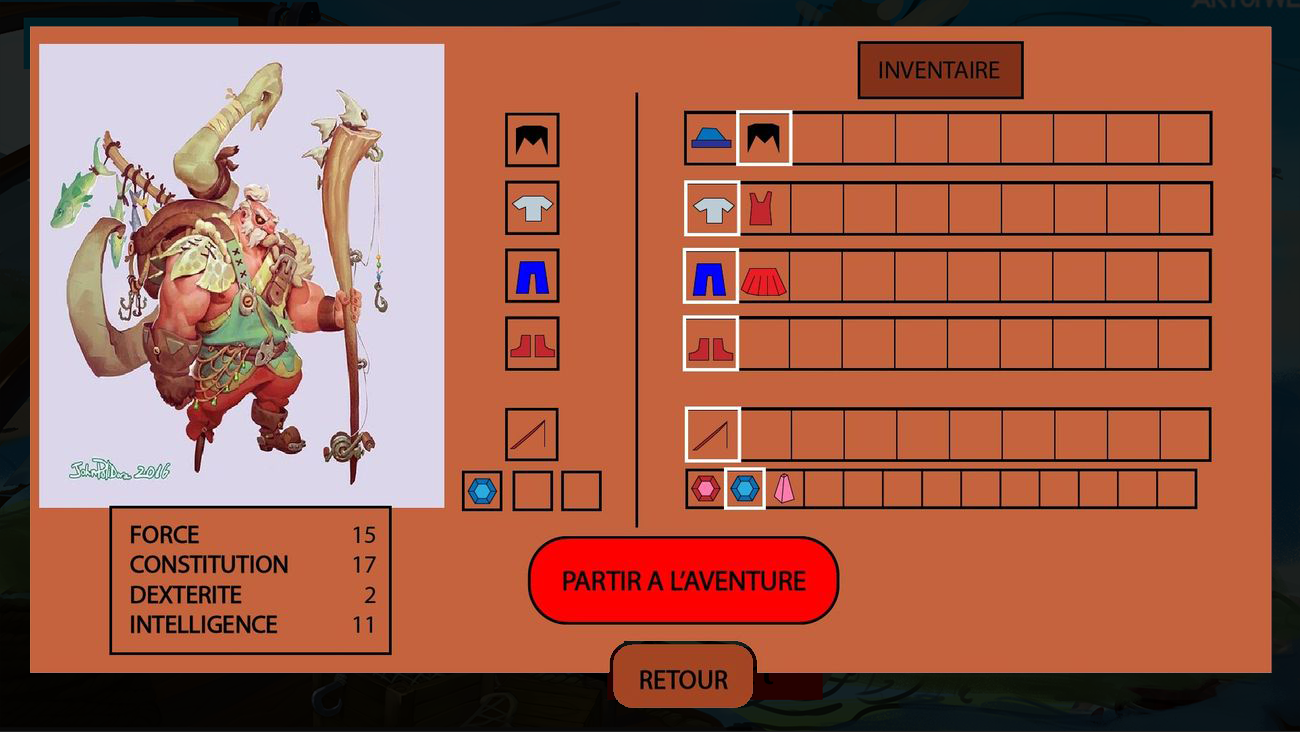 INVENTAIRE
FORCE 15
CONSTITUTION 17
DEXTERITE 2
INTELLIGENCE 11
PARTIR A L'AVENTURE
RETOUR